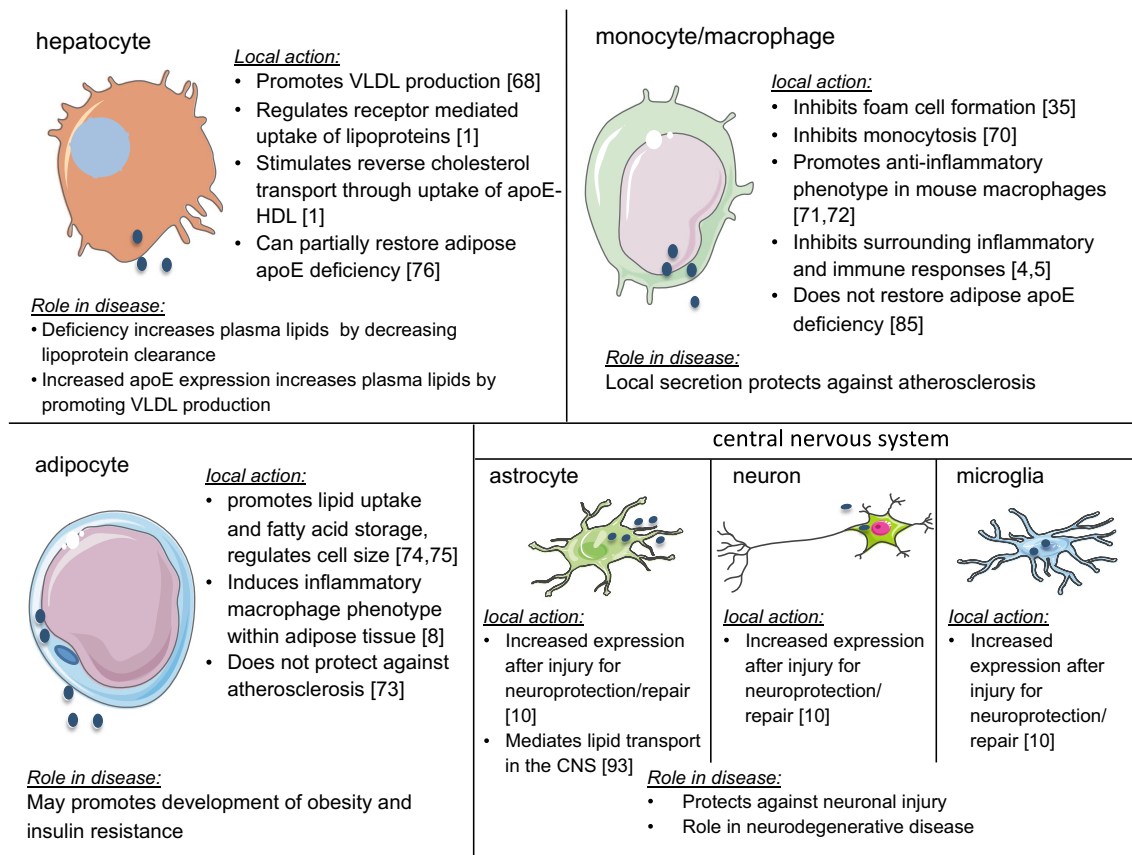 hepatocyte
Local action:
• Promotes VLDL production [68]
• Regulates receptor mediated
uptake of lipoproteins [1]
• Stimulates reverse cholesterol
transport through uptake of apoE-
HDL [1]
• Can partially restore adipose
apoE deficiency [76]
Role in disease:
• Deficiency increases plasma lipids by decreasing
lipoprotein clearance
• Increased apoE expression increases plasma lipids by
promoting VLDL production
monocyte/macrophage
local action:
• Inhibits foam cell formation [35]
• Inhibits monocytosis [70]
• Promotes anti-inflammatory
phenotype in mouse macrophages
[71,72]
• Inhibits surrounding inflammatory
and immune responses [4,5]
• Does not restore adipose apoE
deficiency [85]
Role in disease:
Local secretion protects against atherosclerosis
adipocyte
local action:
• promotes lipid uptake
and fatty acid storage,
regulates cell size [74,75]
• Induces inflammatory
macrophage phenotype
within adipose tissue [8]
• Does not protect against
atherosclerosis [73]
Role in disease:
May promotes development of obesity and
insulin resistance
central nervous system
astrocyte
local action:
• Increased expression
after injury for
neuroprotection/repair
[10]
• Mediates lipid transport
in the CNS [93]
neuron
local action:
• Increased expression
after injury for
neuroprotection/
repair [10]
microglia
local action:
• Increased
expression after
injury for
neuroprotection/
repair [10]
Role in disease:
• Protects against neuronal injury
• Role in neurodegenerative disease